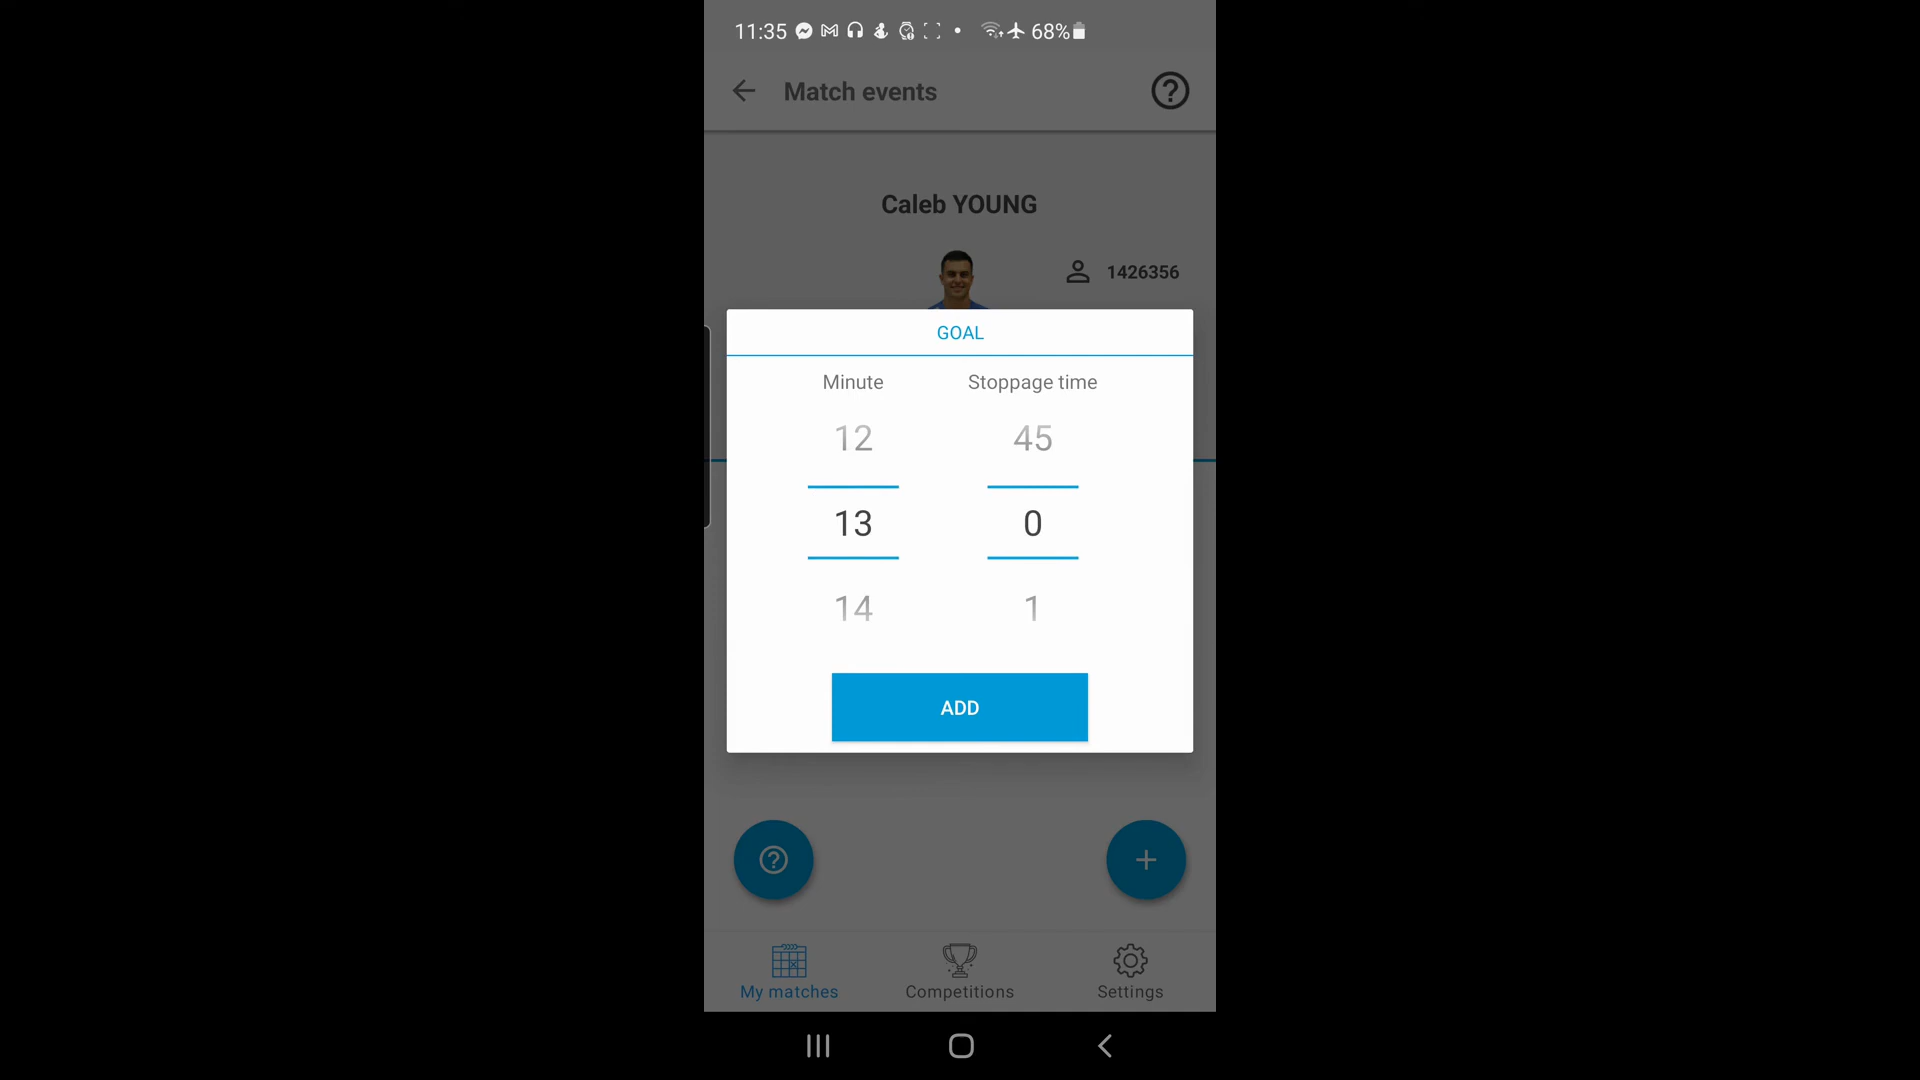 11:35 68%
Match events
Caleb YOUNG
1426356
GOAL
Minute Stoppage time
12 45
13 0
14 1
ADD
My matches Competitions Settings